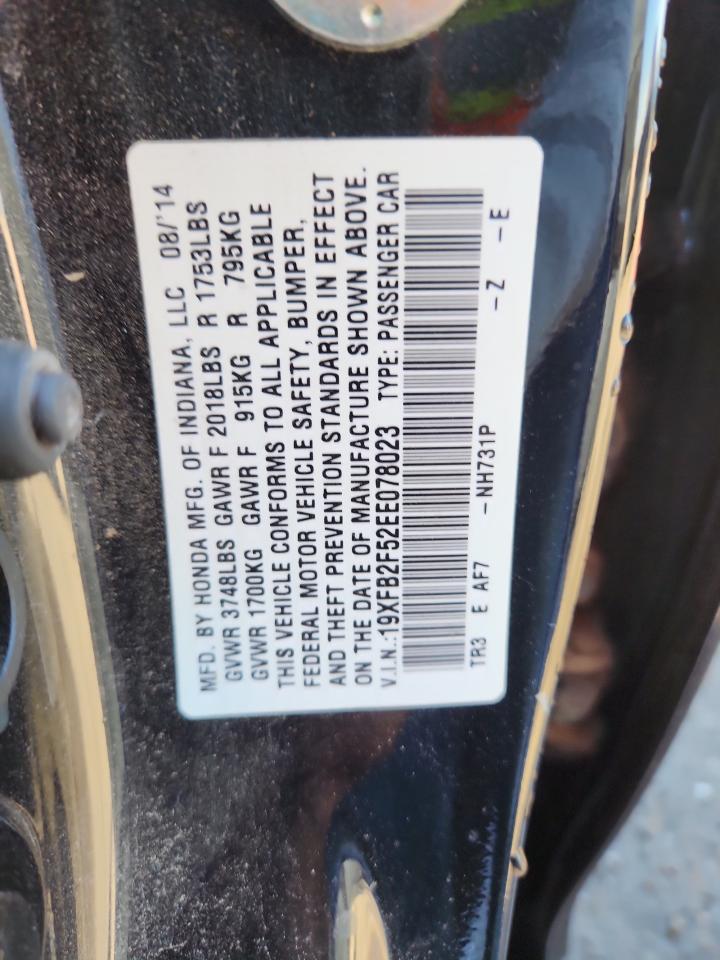 MFD. BY HONDA MFG. OF INDIANA, LLC 08/'14
GVWR 3748LBS GAWR F 2018LBS R 1753LBS
GVWR 1700KG GAWR F 915KG R 795KG
THIS VEHICLE CONFORMS TO ALL APPLICABLE
FEDERAL MOTOR VEHICLE SAFETY, BUMPER,
AND THEFT PREVENTION STANDARDS IN EFFECT
ON THE DATE OF MANUFACTURE SHOWN ABOVE.
V.I.N.:19XFB2F52EE078023 TYPE: PASSENGER CAR
TR3 E AF7 -NH731P -Z -E